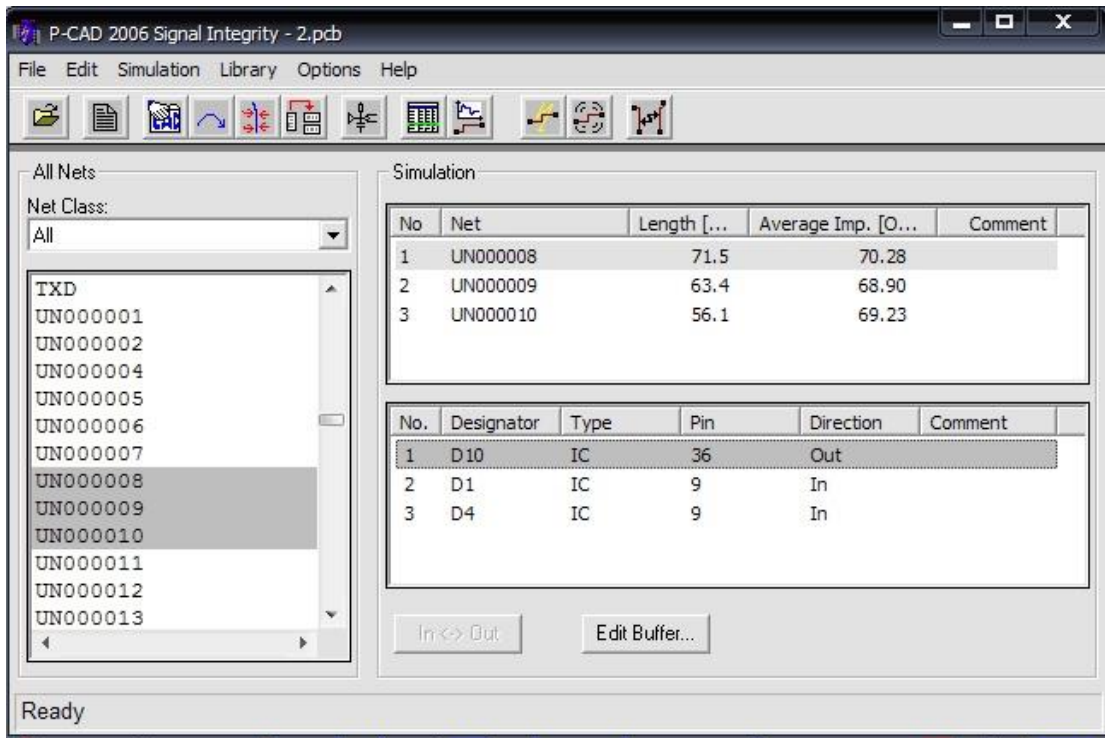 P-CAD 2006 Signal Integrity - 2.pcb
File Edit Simulation Library Options Help
All Nets
Net Class:
All
TXD
UN000001
UN000002
UN000004
UN000005
UN000006
UN000007
UN000008
UN000009
UN000010
UN000011
UN000012
UN000013
Simulation
No Net Length [... Average Imp. [O... Comment
1 UN000008 71.5 70.28
2 UN000009 63.4 68.90
3 UN000010 56.1 69.23
No. Designator Type Pin Direction Comment
1 D10 IC 36 Out
2 D1 IC 9 In
3 D4 IC 9 In
In <-> Out Edit Buffer...
Ready